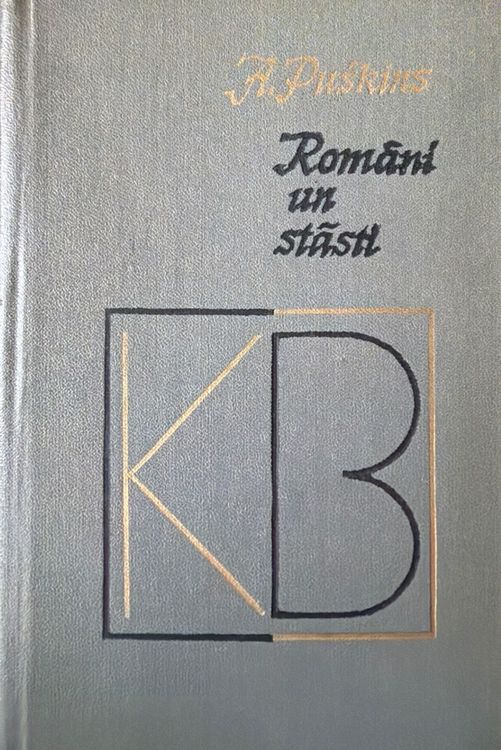 A. Puškins
Romāni
un
stāsti
KB